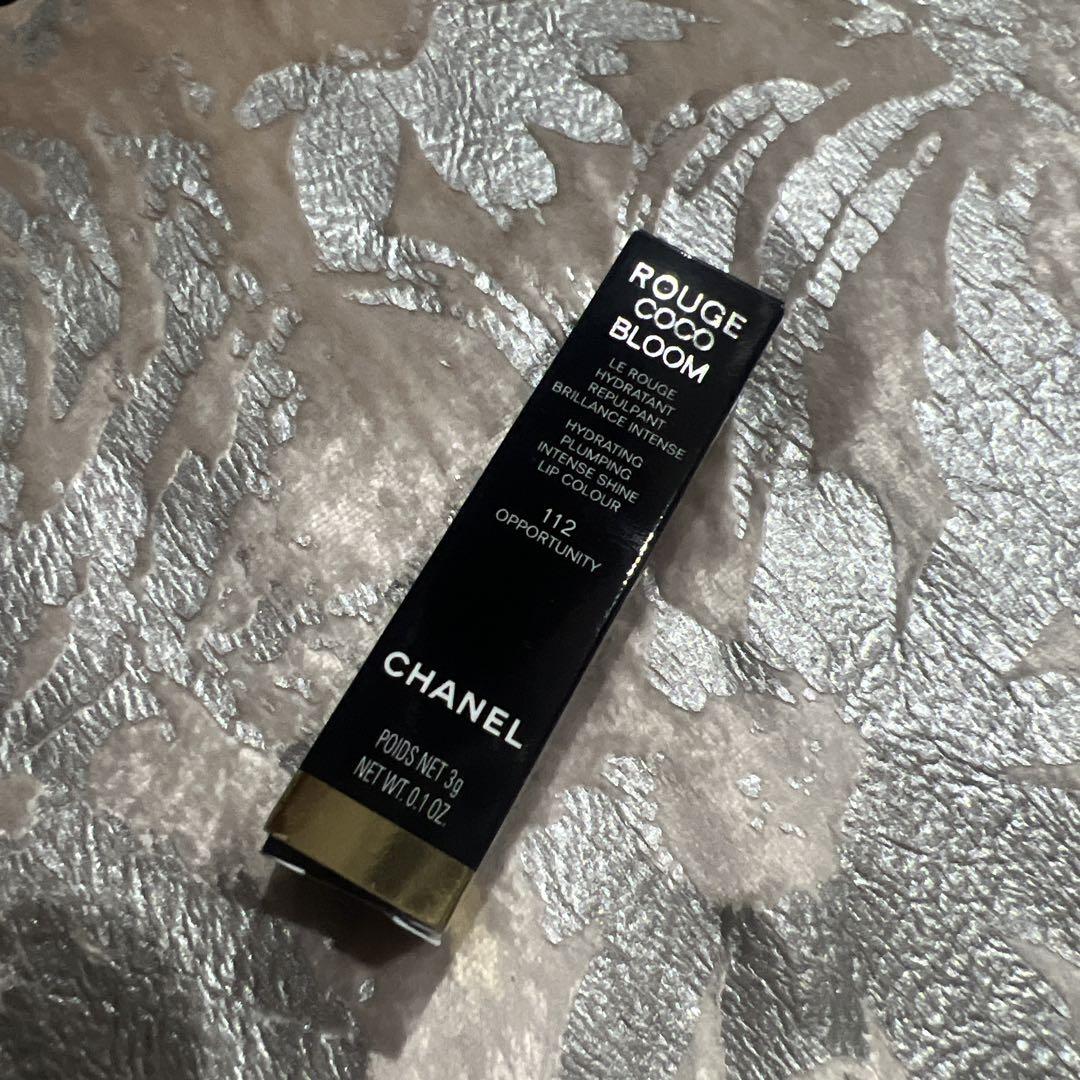 ROUGE
COCO
BLOOM
LE ROUGE
HYDRATANT
REPULPANT
BRILLANCE INTENSE
HYDRATING
PLUMPING
INTENSE SHINE
LIP COLOUR
112
OPPORTUNITY
CHANEL
POIDS NET 3g
NET WT. 0.1 OZ.